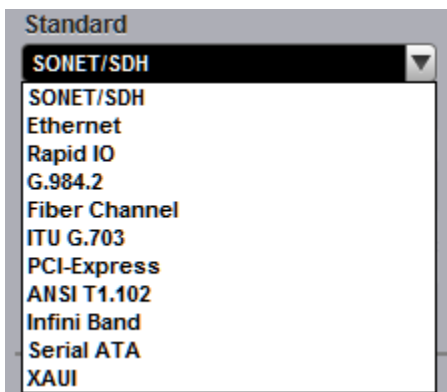 Standard
SONET/SDH
SONET/SDH
Ethernet
Rapid IO
G.984.2
Fiber Channel
ITU G.703
PCI-Express
ANSI T1.102
Infini Band
Serial ATA
XAUI